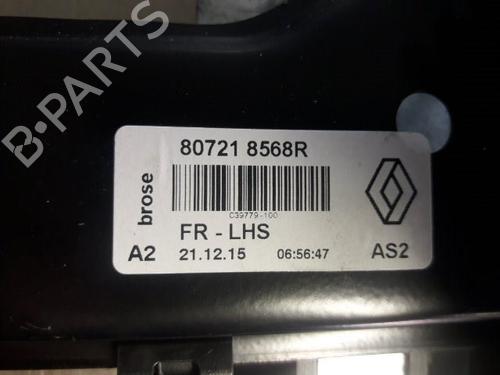 B-PARTS
brose
80721 8568R
C39779-100
FR - LHS
A2
21.12.15
06:56:47
AS2